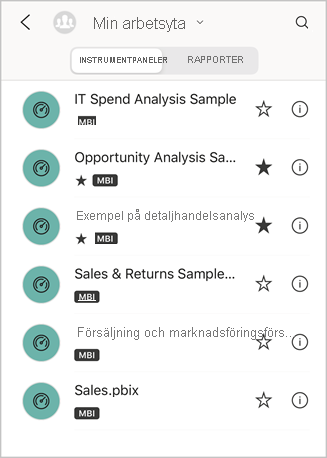 Min arbetsyta
INSTRUMENTPANELER
RAPPORTER
IT Spend Analysis Sample
MBI
Opportunity Analysis Sa...
MBI
Exempel på detaljhandelsanalys
MBI
Sales & Returns Sample...
MBI
Försäljning och marknadsföringsförs...
MBI
Sales.pbix
MBI